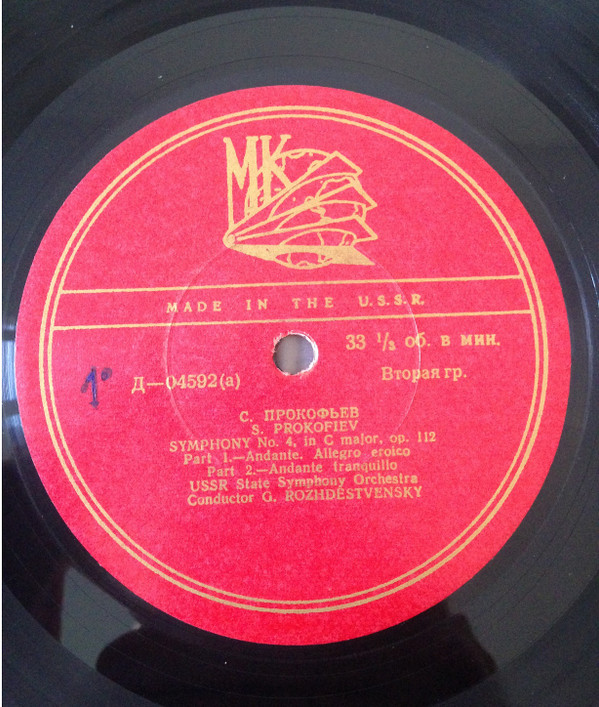 МК
MADE IN THE U.S.S.R.
33 ⅓ об. в мин.
1º
Д—04592(а)
Вторая гр.
С. ПРОКОФЬЕВ
S. PROKOFIEV
SYMPHONY No. 4, in C major, op. 112
Part 1.—Andante. Allegro eroico
Part 2.—Andante tranquillo
USSR State Symphony Orchestra
Conductor G. ROZHDESTVENSKY